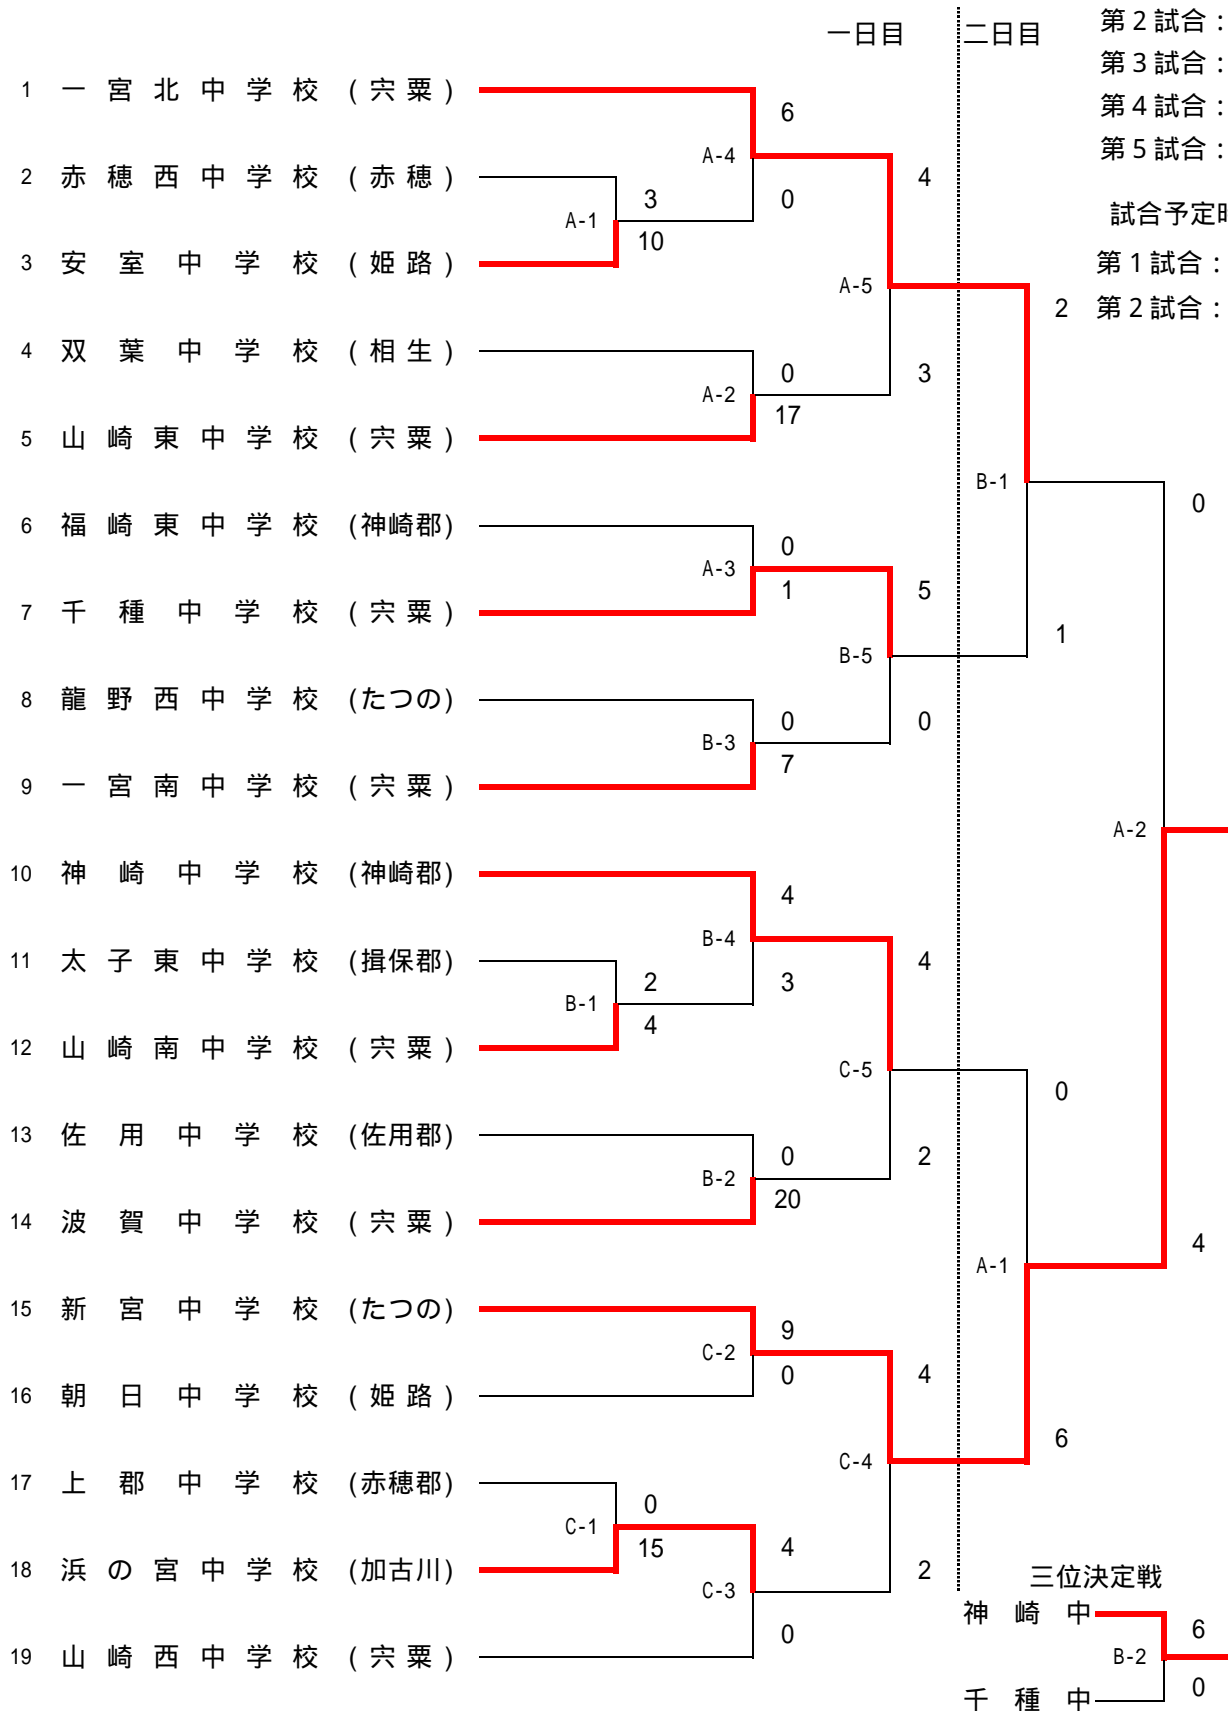 一日目 二日目
第２試合：
第３試合：
第４試合：
第５試合：
試合予定時
第１試合：
第２試合：
1 一宮北中学校 (宍粟)
2 赤穂西中学校 (赤穂)
3 安室中学校 (姫路)
4 双葉中学校 (相生)
5 山崎東中学校 (宍粟)
6 福崎東中学校 (神崎郡)
7 千種中学校 (宍粟)
8 龍野西中学校 (たつの)
9 一宮南中学校 (宍粟)
10 神崎中学校 (神崎郡)
11 太子東中学校 (揖保郡)
12 山崎南中学校 (宍粟)
13 佐用中学校 (佐用郡)
14 波賀中学校 (宍粟)
15 新宮中学校 (たつの)
16 朝日中学校 (姫路)
17 上郡中学校 (赤穂郡)
18 浜の宮中学校 (加古川)
19 山崎西中学校 (宍粟)
A-1
3
10
B-1
2
4
C-1
0
15
A-4
6
0
A-2
0
17
A-3
0
1
B-3
0
7
B-4
4
3
B-2
0
20
C-2
9
0
C-3
4
0
A-5
4
3
B-5
5
0
C-5
4
2
C-4
4
2
B-1
2
1
A-1
0
6
A-2
0
4
三位決定戦
神崎中
B-2
6
0
千種中